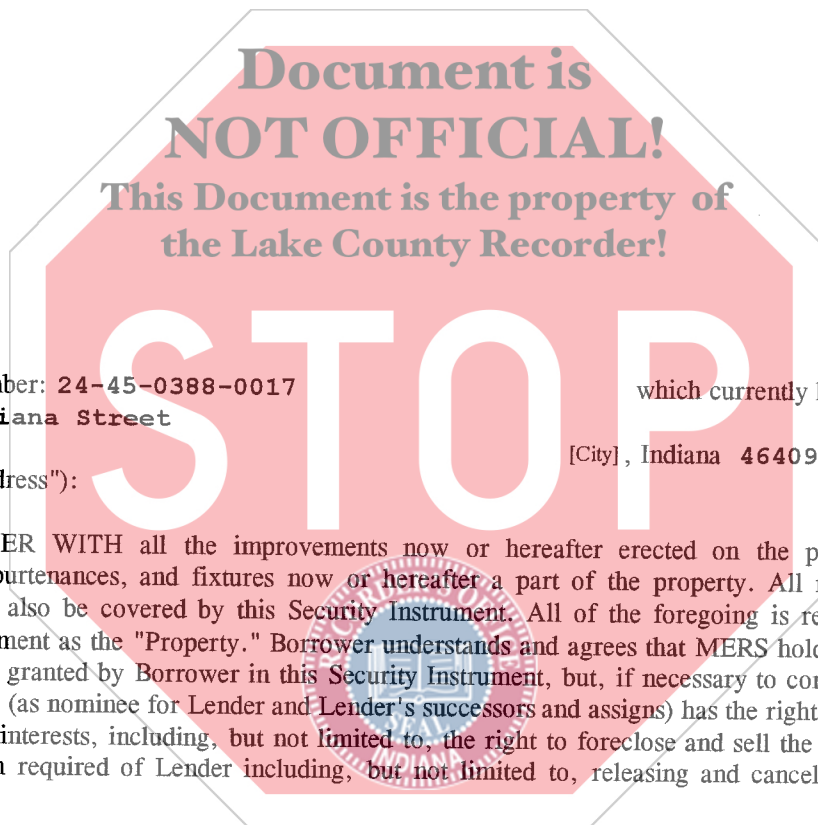 Document is
NOT OFFICIAL!
This Document is the property of
the Lake County Recorder!
STOP
ber: 24-45-0388-0017 which currently
iana Street
[City], Indiana 46409
dress"):
ER WITH all the improvements now or hereafter erected on the p
purtenances, and fixtures now or hereafter a part of the property. All
also be covered by this Security Instrument. All of the foregoing is re
ment as the "Property." Borrower understands and agrees that MERS hold
granted by Borrower in this Security Instrument, but, if necessary to co
(as nominee for Lender and Lender's successors and assigns) has the right
interests, including, but not limited to, the right to foreclose and sell the
required of Lender including, but not limited to, releasing and cancel
RECORDER'S OFFICE
SEAL
INDIANA